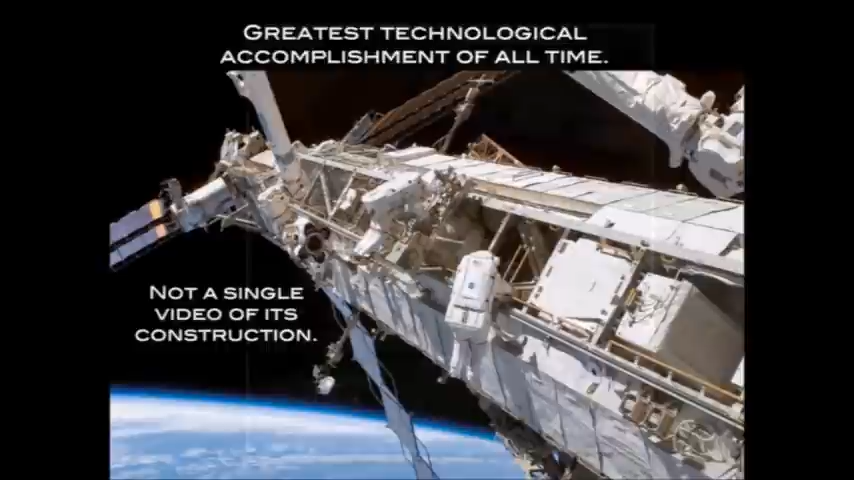 Greatest technological
accomplishment of all time.
Not a single
video of its
construction.